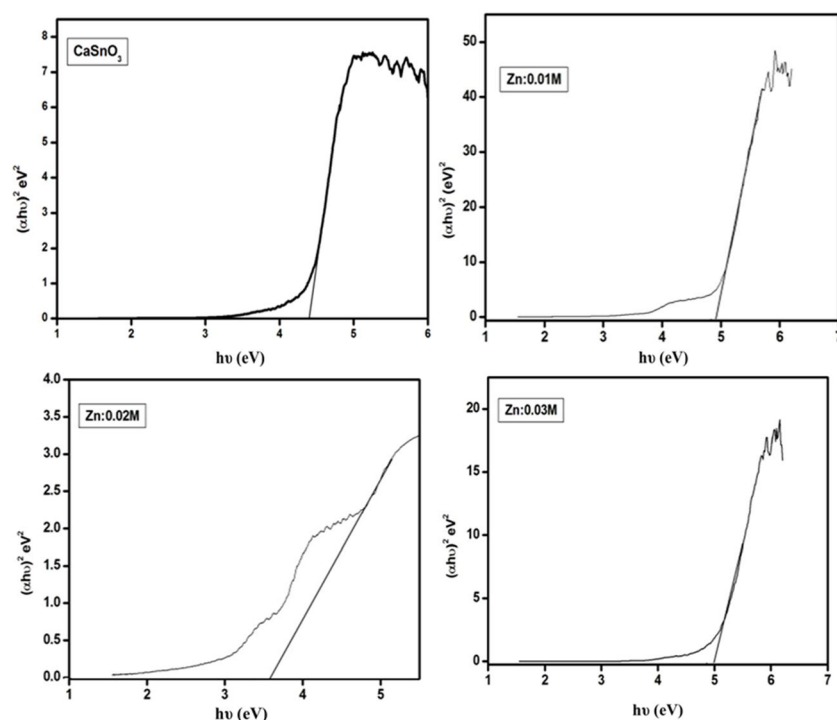 CaSnO₃
8
7
6
5
4
3
2
1
0
(αhυ)² eV²
1 2 3 4 5 6
hυ (eV)
Zn:0.01M
50
40
30
20
10
0
(αhυ)² (eV)²
1 2 3 4 5 6 7
hυ (eV)
Zn:0.02M
4.0
3.5
3.0
2.5
2.0
1.5
1.0
0.5
0.0
(αhυ)² eV²
1 2 3 4 5
hυ (eV)
Zn:0.03M
20
15
10
5
0
(αhυ)² eV²
1 2 3 4 5 6 7
hυ (eV)